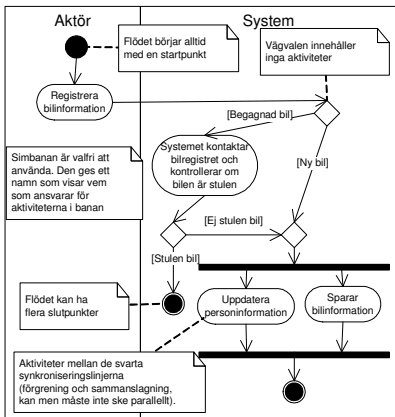 Aktör
System
Flödet börjar alltid
med en startpunkt
Vägvalen innehåller
inga aktiviteter
Registrera
bilinformation
[Begagnad bil]
Systemet kontaktar
bilregistret och
kontrollerar om
bilen är stulen
[Ny bil]
Simbanan är valfri att
använda. Den ges ett
namn som visar vem
som ansvarar för
aktiviteterna i banan
[Ej stulen bil]
[Stulen bil]
Flödet kan ha
flera slutpunkter
Uppdatera
personinformation
Sparar
bilinformation
Aktiviteter mellan de svarta
synkroniseringslinjerna
(förgrening och sammanslagning,
kan men måste inte ske parallellt).